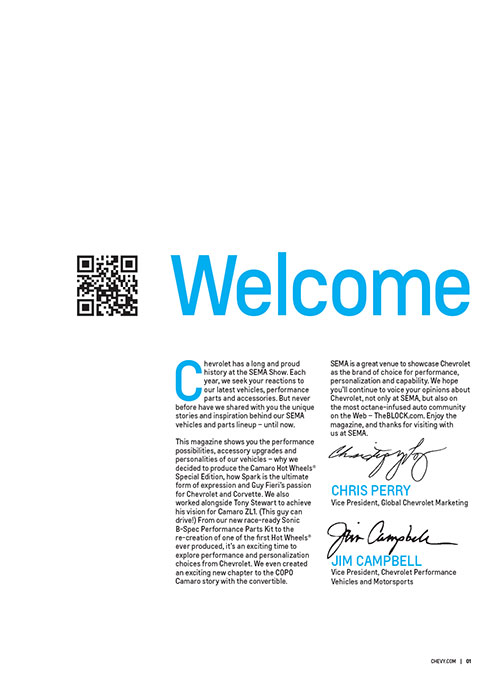 Welcome
Chevrolet has a long and proud
history at the SEMA Show. Each
year, we seek your reactions to
our latest vehicles, performance
parts and accessories. But never
before have we shared with you the unique
stories and inspiration behind our SEMA
vehicles and parts lineup – until now.
This magazine shows you the performance
possibilities, accessory upgrades and
personalities of our vehicles – why we
decided to produce the Camaro Hot Wheels®
Special Edition, how Spark is the ultimate
form of expression and Guy Fieri's passion
for Chevrolet and Corvette. We also
worked alongside Tony Stewart to achieve
his vision for Camaro ZL1. (This guy can
drive!) From our new race-ready Sonic
B-Spec Performance Parts Kit to the
re-creation of one of the first Hot Wheels®
ever produced, it's an exciting time to
explore performance and personalization
choices from Chevrolet. We even created
an exciting new chapter to the COPO
Camaro story with the convertible.
SEMA is a great venue to showcase Chevrolet
as the brand of choice for performance,
personalization and capability. We hope
you'll continue to voice your opinions about
Chevrolet, not only at SEMA, but also on
the most octane-infused auto community
on the Web – TheBLOCK.com. Enjoy the
magazine, and thanks for visiting with
us at SEMA.
CHRIS PERRY
Vice President, Global Chevrolet Marketing
Jim Campbell
JIM CAMPBELL
Vice President, Chevrolet Performance
Vehicles and Motorsports
CHEVY.COM | 01